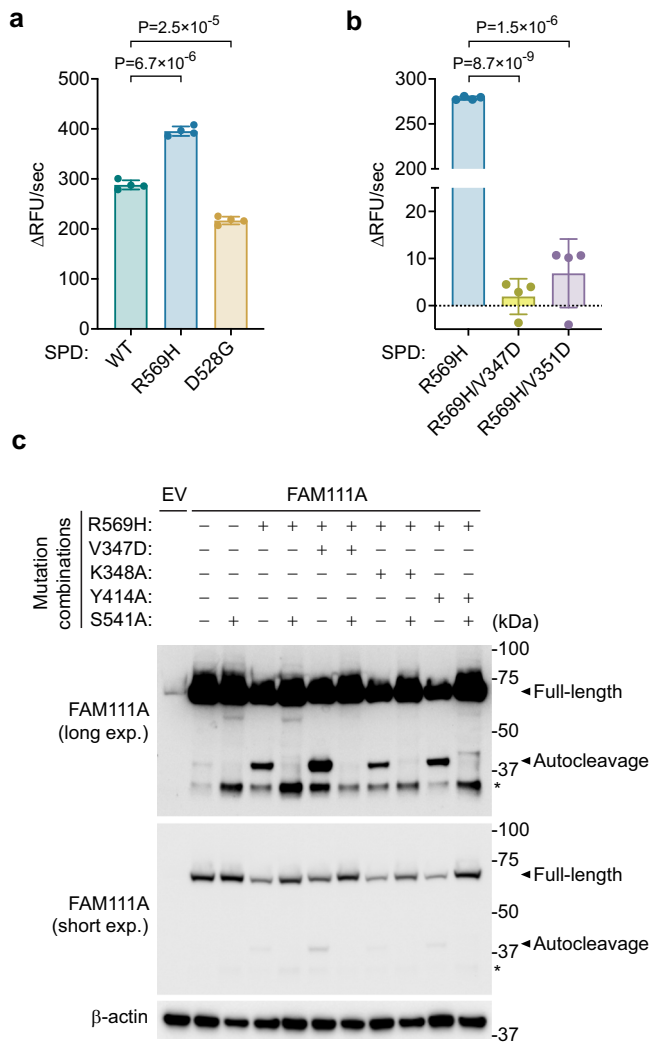 a
P=2.5×10⁻⁵
P=6.7×10⁻⁶
500
400
300
200
100
0
ΔRFU/sec
SPD:
WT
R569H
D528G
b
P=1.5×10⁻⁶
P=8.7×10⁻⁹
300
250
200
20
10
0
ΔRFU/sec
SPD:
R569H
R569H/V347D
R569H/V351D
c
EV FAM111A
Mutation combinations
R569H: – – + + + + + + + +
V347D: – – – – + + – – – –
K348A: – – – – – – + + – –
Y414A: – – – – – – – – + +
S541A: – + – + – + – + – +
(kDa)
-100
-75
Full-length
FAM111A
(long exp.)
-50
Autocleavage
-37
*
-100
-75
Full-length
FAM111A
(short exp.)
-50
Autocleavage
-37
*
β-actin
-37